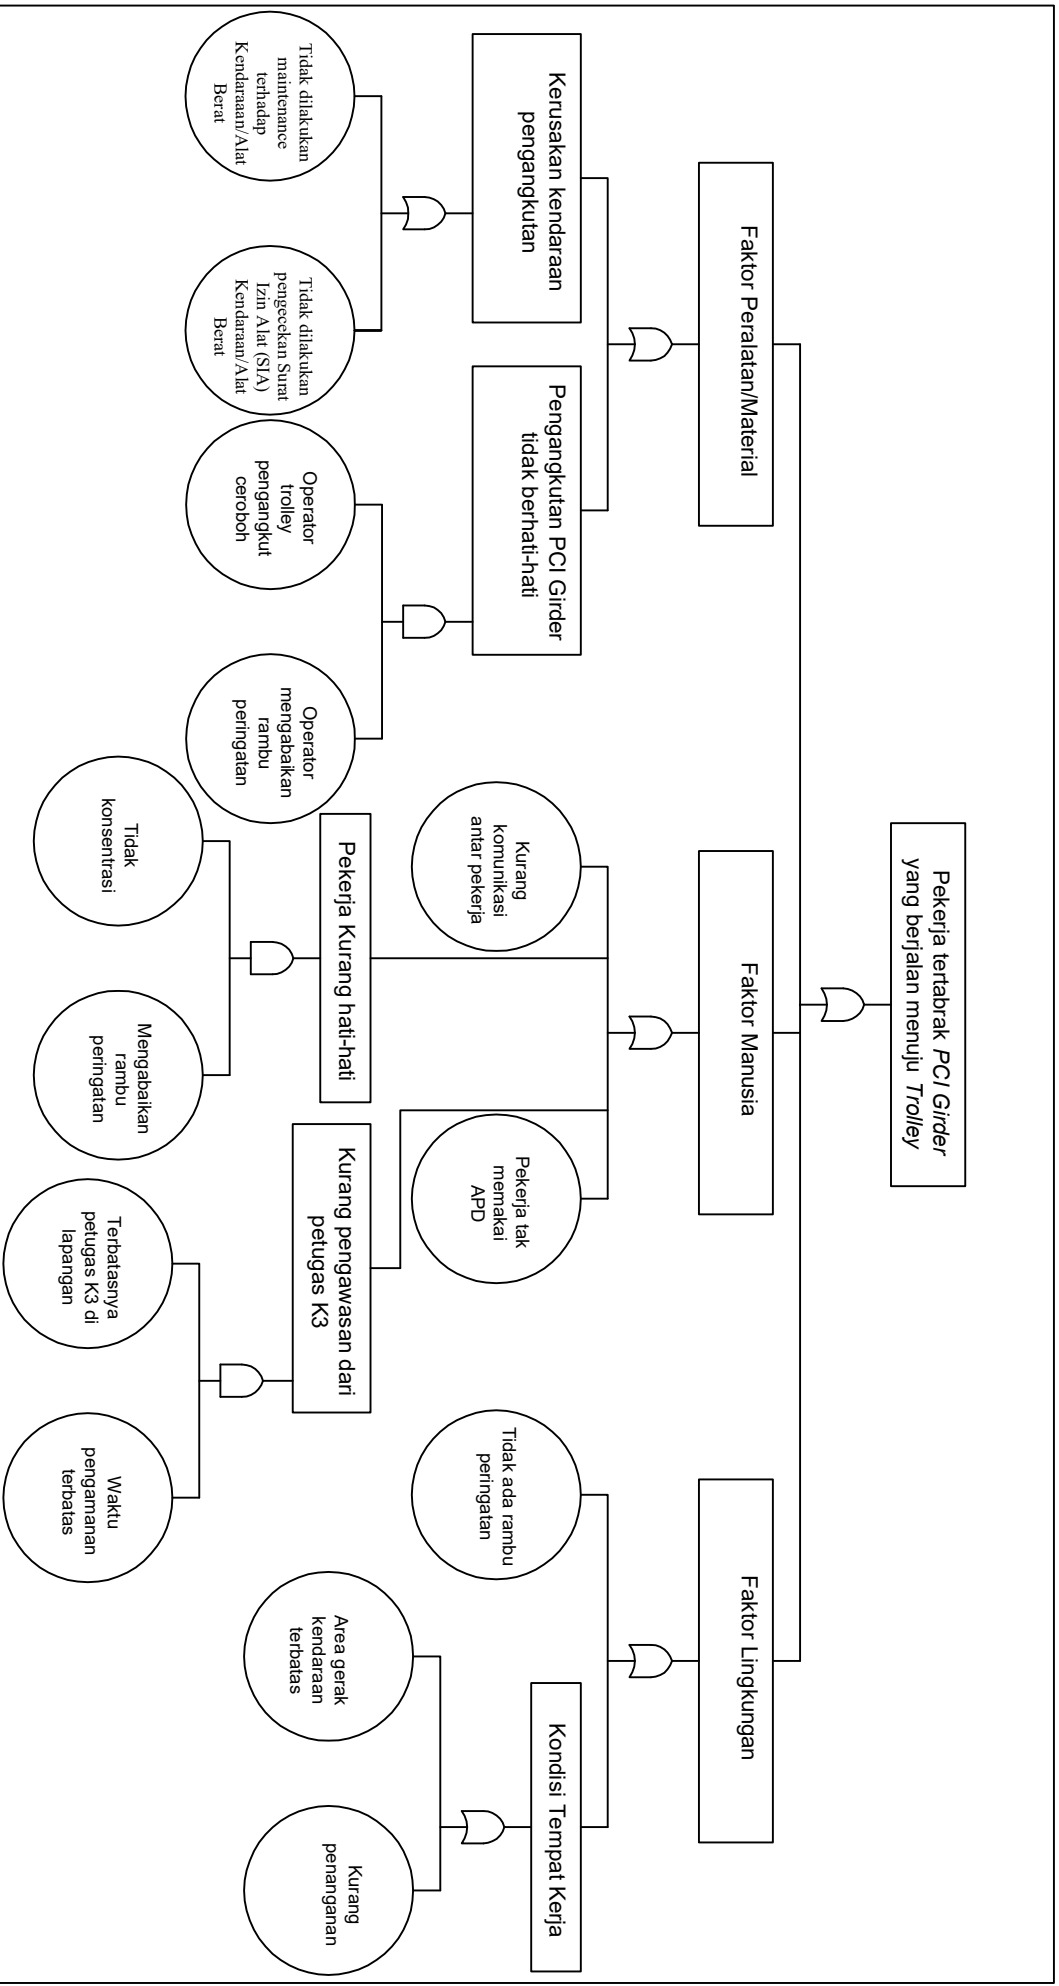 Pekerja tertabrak PCI Girder
yang berjalan menuju Trolley
Faktor Peralatan/Material
Faktor Manusia
Faktor Lingkungan
Kerusakan kendaraan
pengangkutan
Pengangkutan PCI Girder
tidak berhati-hati
Kurang
komunikasi
antar pekerja
Pekerja tak
memakai
APD
Tidak ada rambu
peringatan
Kondisi Tempat Kerja
Pekerja Kurang hati-hati
Kurang pengawasan dari
petugas K3
Tidak dilakukan
maintenance
terhadap
Kendaraaan/Alat
Berat
Tidak dilakukan
pengecekan Surat
Izin Alat (SIA)
Kendaraan/Alat
Berat
Operator
trolley
pengangkut
ceroboh
Operator
mengabaikan
rambu
peringatan
Area gerak
kendaraan
terbatas
Kurang
penanganan
Tidak
konsentrasi
Mengabaikan
rambu
peringatan
Terbatasnya
petugas K3 di
lapangan
Waktu
pengamanan
terbatas